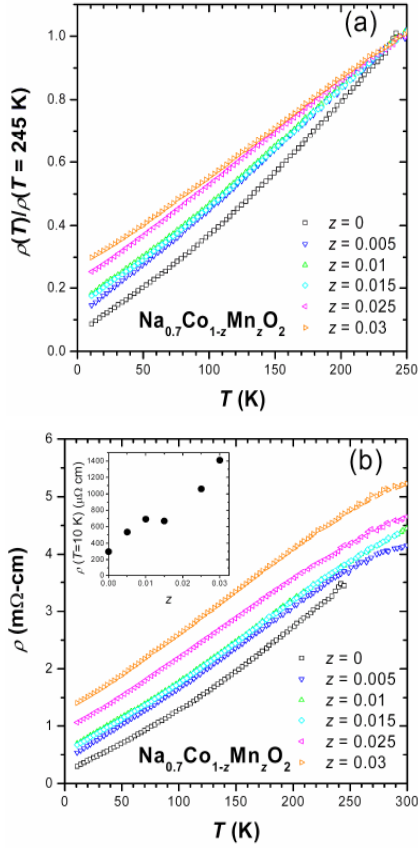 (a)
1.0
0.8
0.6
0.4
0.2
0.0
ρ(T)/ρ(T = 245 K)
z = 0
z = 0.005
z = 0.01
z = 0.015
z = 0.025
z = 0.03
Na0.7Co1-zMnzO2
0 50 100 150 200 250
T (K)
(b)
6
5
4
3
2
1
0
ρ (mΩ-cm)
1400
1200
1000
800
600
400
200
0
ρ (T=10 K) (μΩ cm)
0.00 0.01 0.02 0.03
z
z = 0
z = 0.005
z = 0.01
z = 0.015
z = 0.025
z = 0.03
Na0.7Co1-zMnzO2
0 50 100 150 200 250 300
T (K)